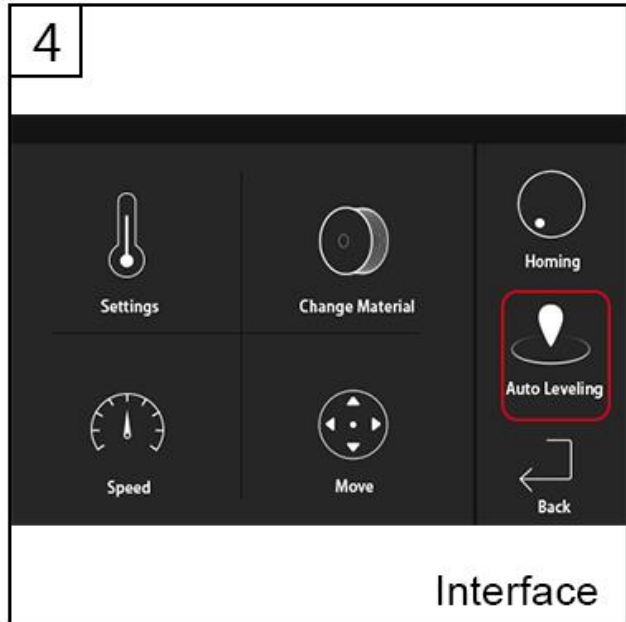 4
Settings
Change Material
Homing
Auto Leveling
Speed
Move
Back
Interface